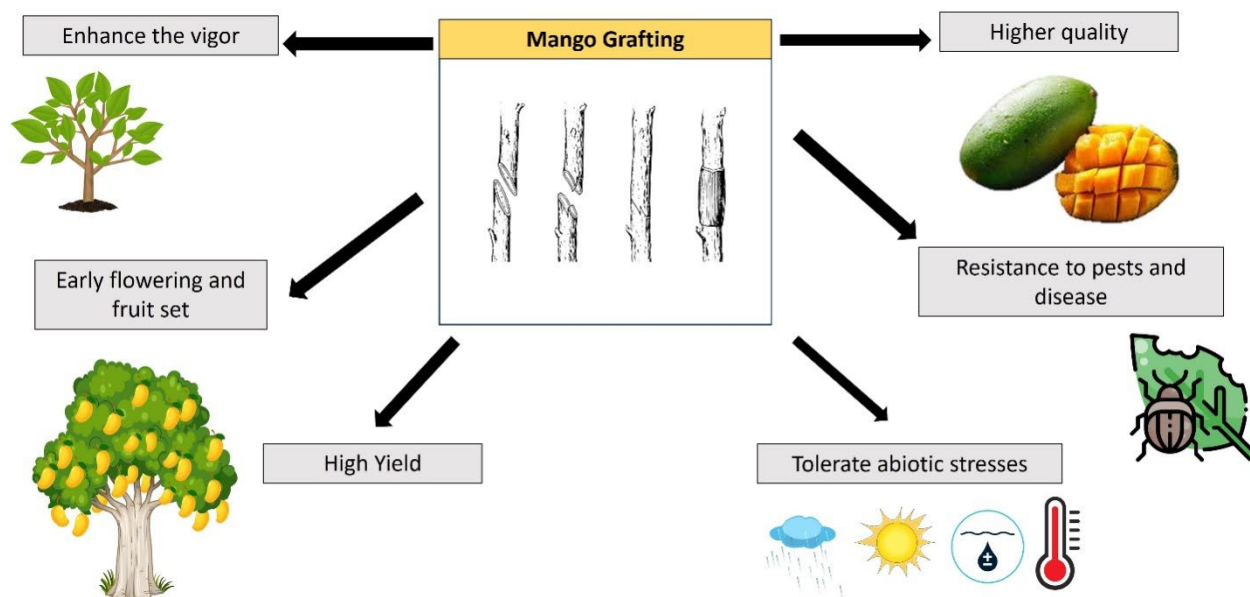 Enhance the vigor
Mango Grafting
Higher quality
Early flowering and
fruit set
Resistance to pests and
disease
High Yield
Tolerate abiotic stresses
±